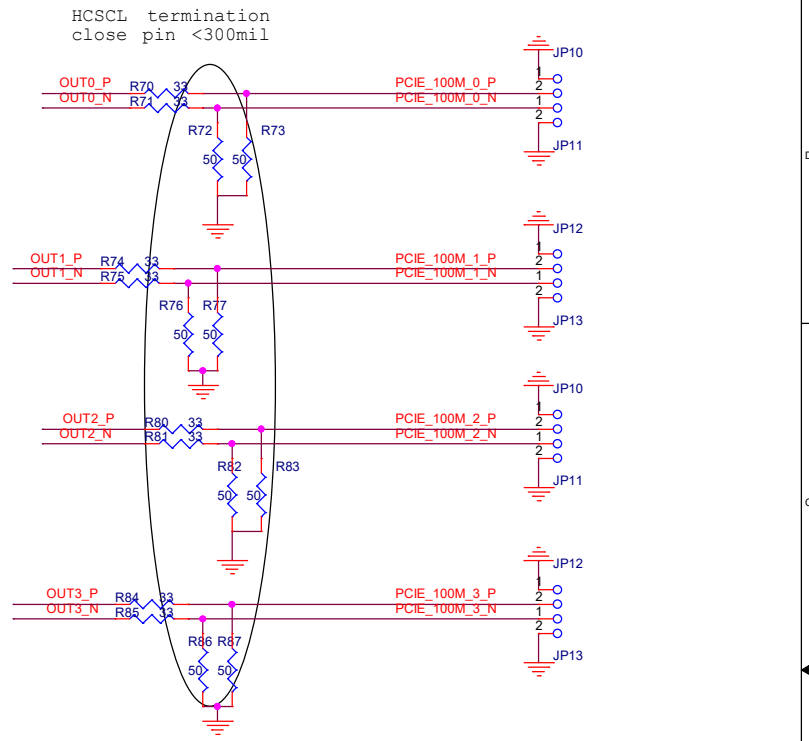 HCSCL termination
close pin <300mil
JP10
OUT0_P R70 33 PCIE_100M_0_P 1
2
OUT0_N R71 33 PCIE_100M_0_N 1
2
R72 R73
50 50
JP11
D
JP12
OUT1_P R74 33 PCIE_100M_1_P 1
2
OUT1_N R75 33 PCIE_100M_1_N 1
2
R76 R77
50 50
JP13
JP10
OUT2_P R80 33 PCIE_100M_2_P 1
2
OUT2_N R81 33 PCIE_100M_2_N 1
2
R82 R83
50 50
JP11
C
JP12
OUT3_P R84 33 PCIE_100M_3_P 1
2
OUT3_N R85 33 PCIE_100M_3_N 1
2
R86 R87
50 50
JP13